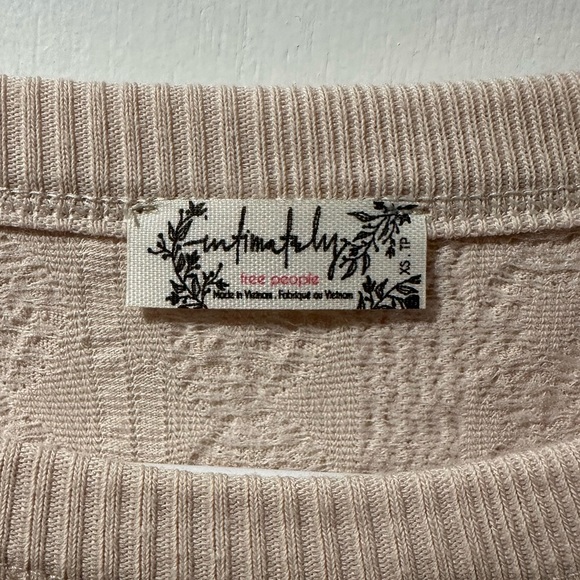 intimately
free people
Made in Vietnam . Fabriqué au Vietnam
XS. TP